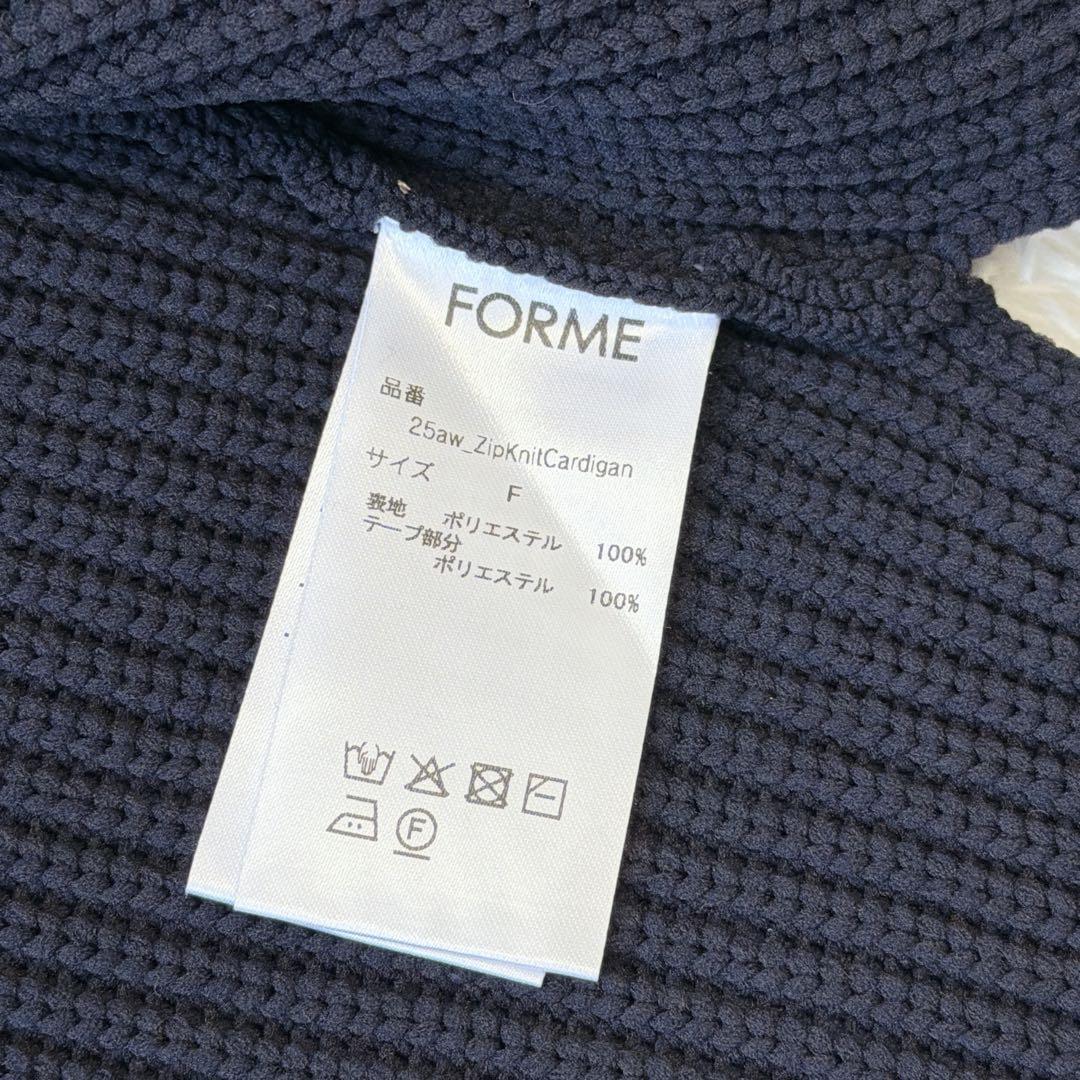 FORME
品番
25aw_ZipKnitCardigan
サイズ F
表地 ポリエステル 100%
テープ部分
ポリエステル 100%
F